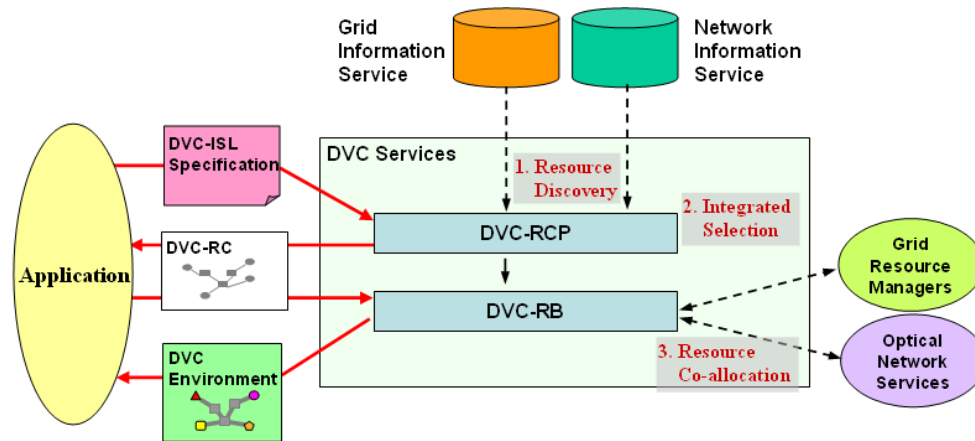 Grid
Information
Service
Network
Information
Service
DVC-ISL
Specification
DVC Services
1. Resource
Discovery
2. Integrated
Selection
DVC-RCP
DVC-RC
Application
Grid
Resource
Managers
DVC-RB
DVC
Environment
3. Resource
Co-allocation
Optical
Network
Services